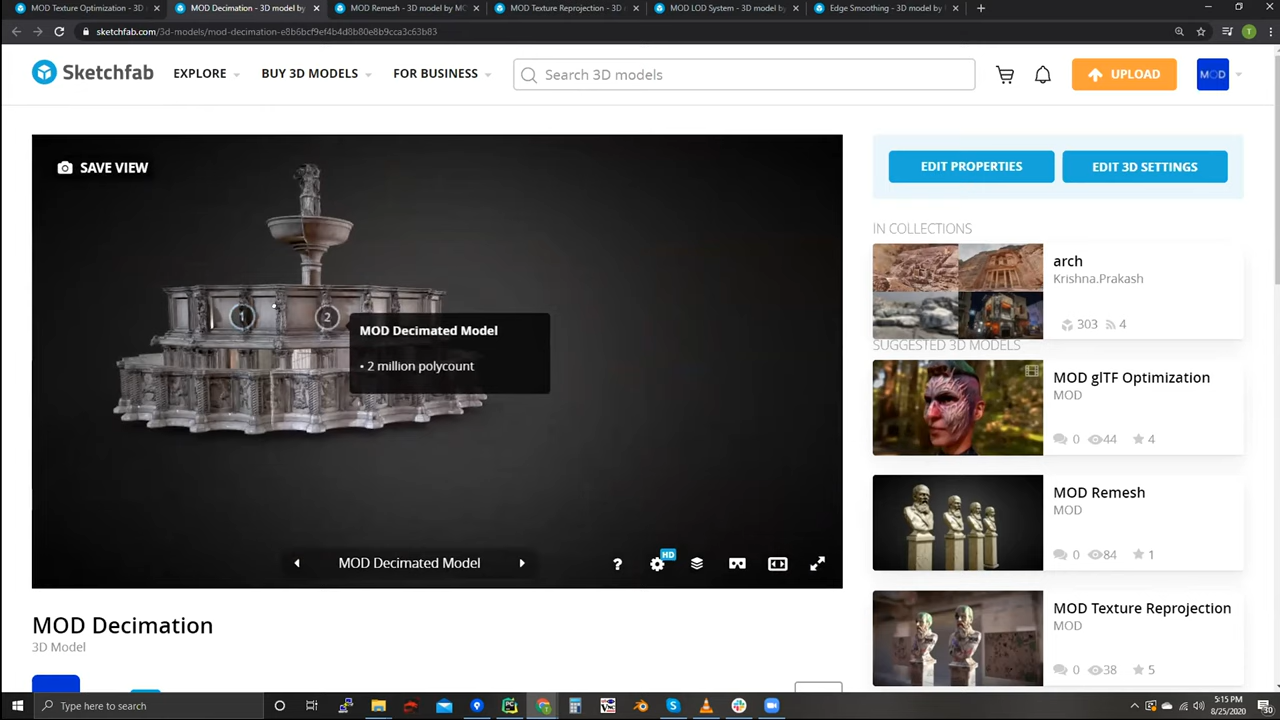 MOD Texture Optimization - 3D m
MOD Decimation - 3D model by M
MOD Remesh - 3D model by MO
MOD Texture Reprojection - 3D m
MOD LOD System - 3D model by
Edge Smoothing - 3D model by
T
sketchfab.com/3d-models/mod-decimation-e8b6bcf9ef4b4d8b80e8b9cca3c63b83
Sketchfab
EXPLORE
BUY 3D MODELS
FOR BUSINESS
Search 3D models
UPLOAD
MOD
SAVE VIEW
1
2
MOD Decimated Model
• 2 million polycount
MOD Decimated Model
?
HD
MOD Decimation
3D Model
EDIT PROPERTIES
EDIT 3D SETTINGS
IN COLLECTIONS
arch
Krishna.Prakash
303
4
SUGGESTED 3D MODELS
MOD glTF Optimization
MOD
0
44
4
MOD Remesh
MOD
0
84
1
MOD Texture Reprojection
MOD
0
38
5
Type here to search
5:15 PM
8/25/2020
30